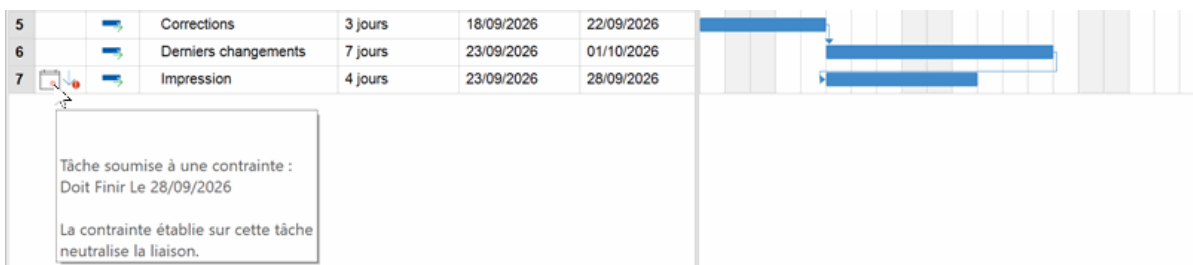 5 Corrections 3 jours 18/09/2026 22/09/2026
6 Derniers changements 7 jours 23/09/2026 01/10/2026
7 Impression 4 jours 23/09/2026 28/09/2026
Tâche soumise à une contrainte :
Doit Finir Le 28/09/2026
La contrainte établie sur cette tâche
neutralise la liaison.